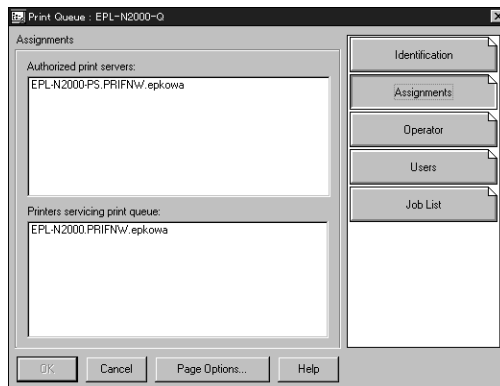 Print Queue : EPL-N2000-Q
Assignments
Authorized print servers:
EPL-N2000-PS.PRIFNW.epkowa
Printers servicing print queue:
EPL-N2000.PRIFNW.epkowa
Identification
Assignments
Operator
Users
Job List
OK
Cancel
Page Options...
Help